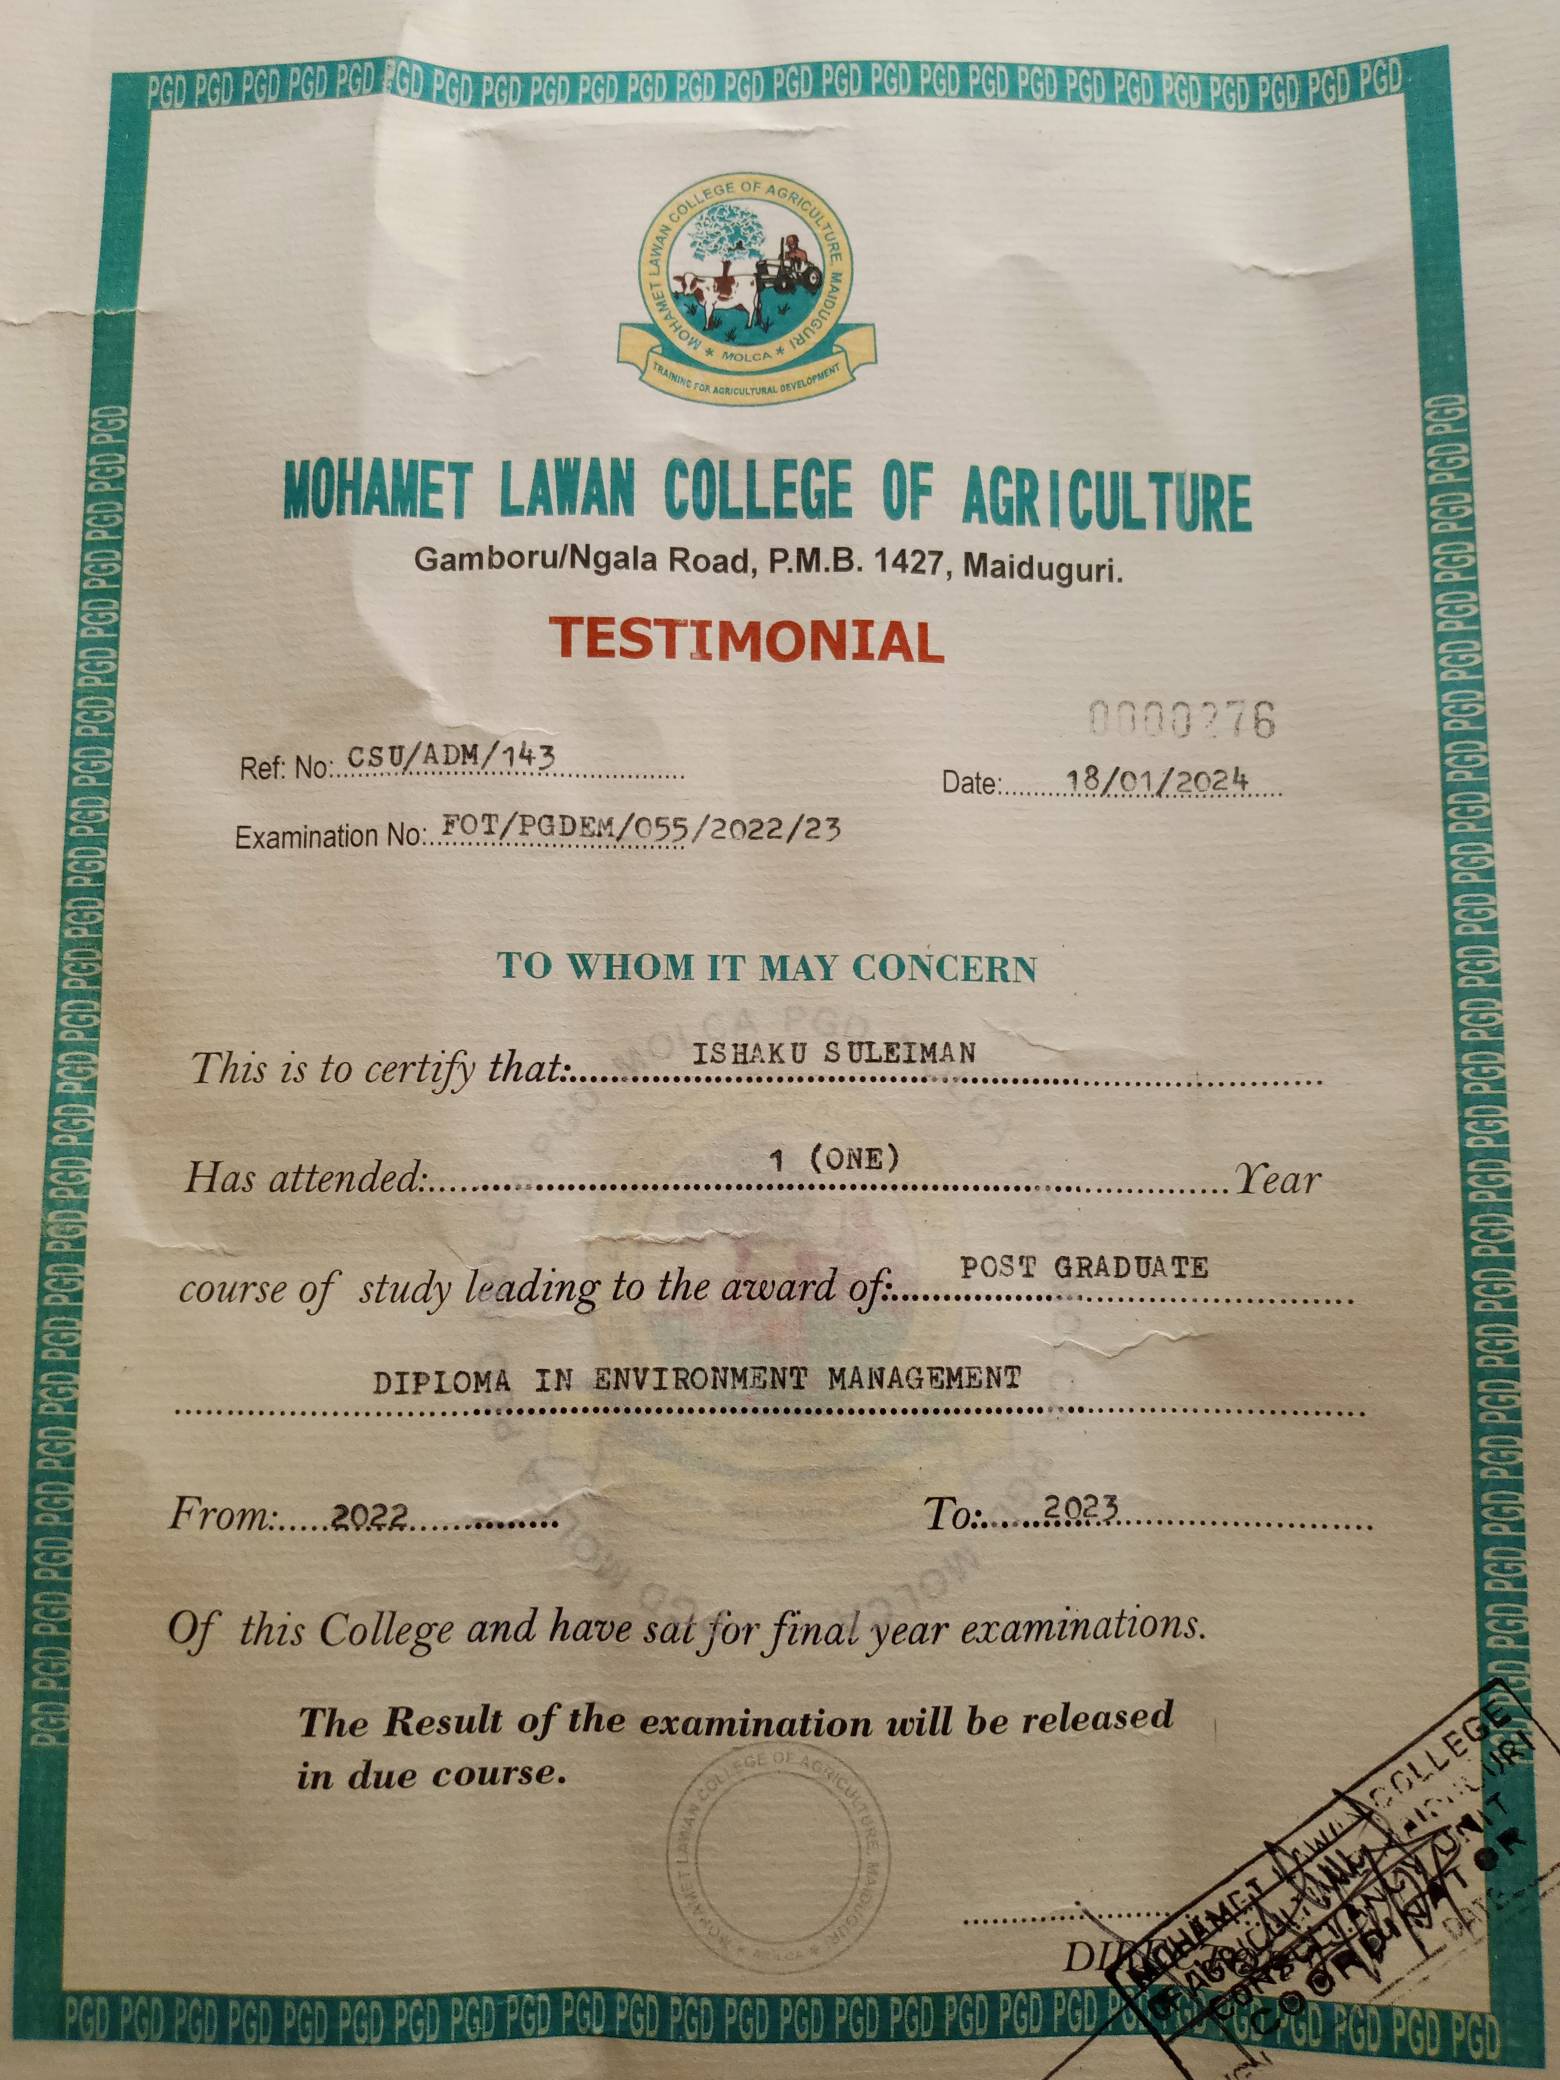 PGD PGD PGD PGD PGD PGD PGD PGD PGD PGD PGD PGD PGD PGD PGD PGD PGD PGD PGD PGD PGD PGD PGD PGD PGD PGD
MOHAMET LAWAN COLLEGE OF AGRICULTURE, MAIDUGURI
* MOLCA *
TRAINING FOR AGRICULTURAL DEVELOPMENT
MOHAMET LAWAN COLLEGE OF AGRICULTURE
Gamboru/Ngala Road, P.M.B. 1427, Maiduguri.
TESTIMONIAL
0000276
Ref: No: CSU/ADM/143
Date: 18/01/2024
Examination No: FOT/PGDEM/055/2022/23
TO WHOM IT MAY CONCERN
This is to certify that: ISHAKU SULEIMAN
Has attended: 1 (ONE) Year
course of study leading to the award of: POST GRADUATE
DIPLOMA IN ENVIRONMENT MANAGEMENT
From: 2022 To: 2023
Of this College and have sat for final year examinations.
The Result of the examination will be released
in due course.
MOHAMET LAWAN COLLEGE OF AGRICULTURE, MAIDUGURI
* MOLCA *
MOHAMET LAWAN COLLEGE
OF AGRICULTURE MAIDUGURI
CONSULTANCY UNIT
COORDINATOR
DATE
PGD PGD PGD PGD PGD PGD PGD PGD PGD PGD PGD PGD PGD PGD PGD PGD PGD PGD PGD PGD PGD